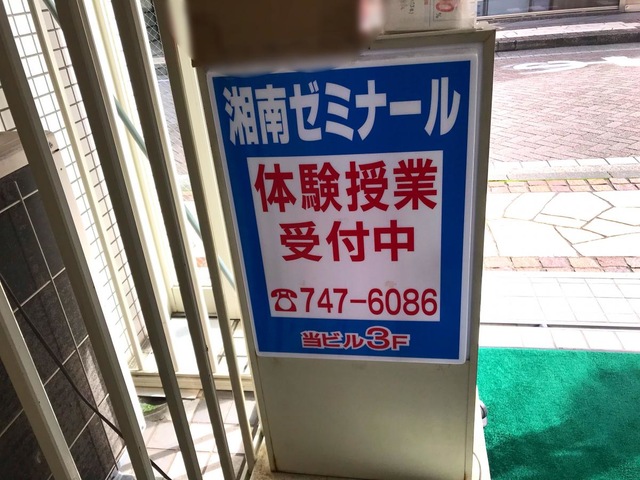 湘南ゼミナール
体験授業
受付中
☎747-6086
当ビル3F